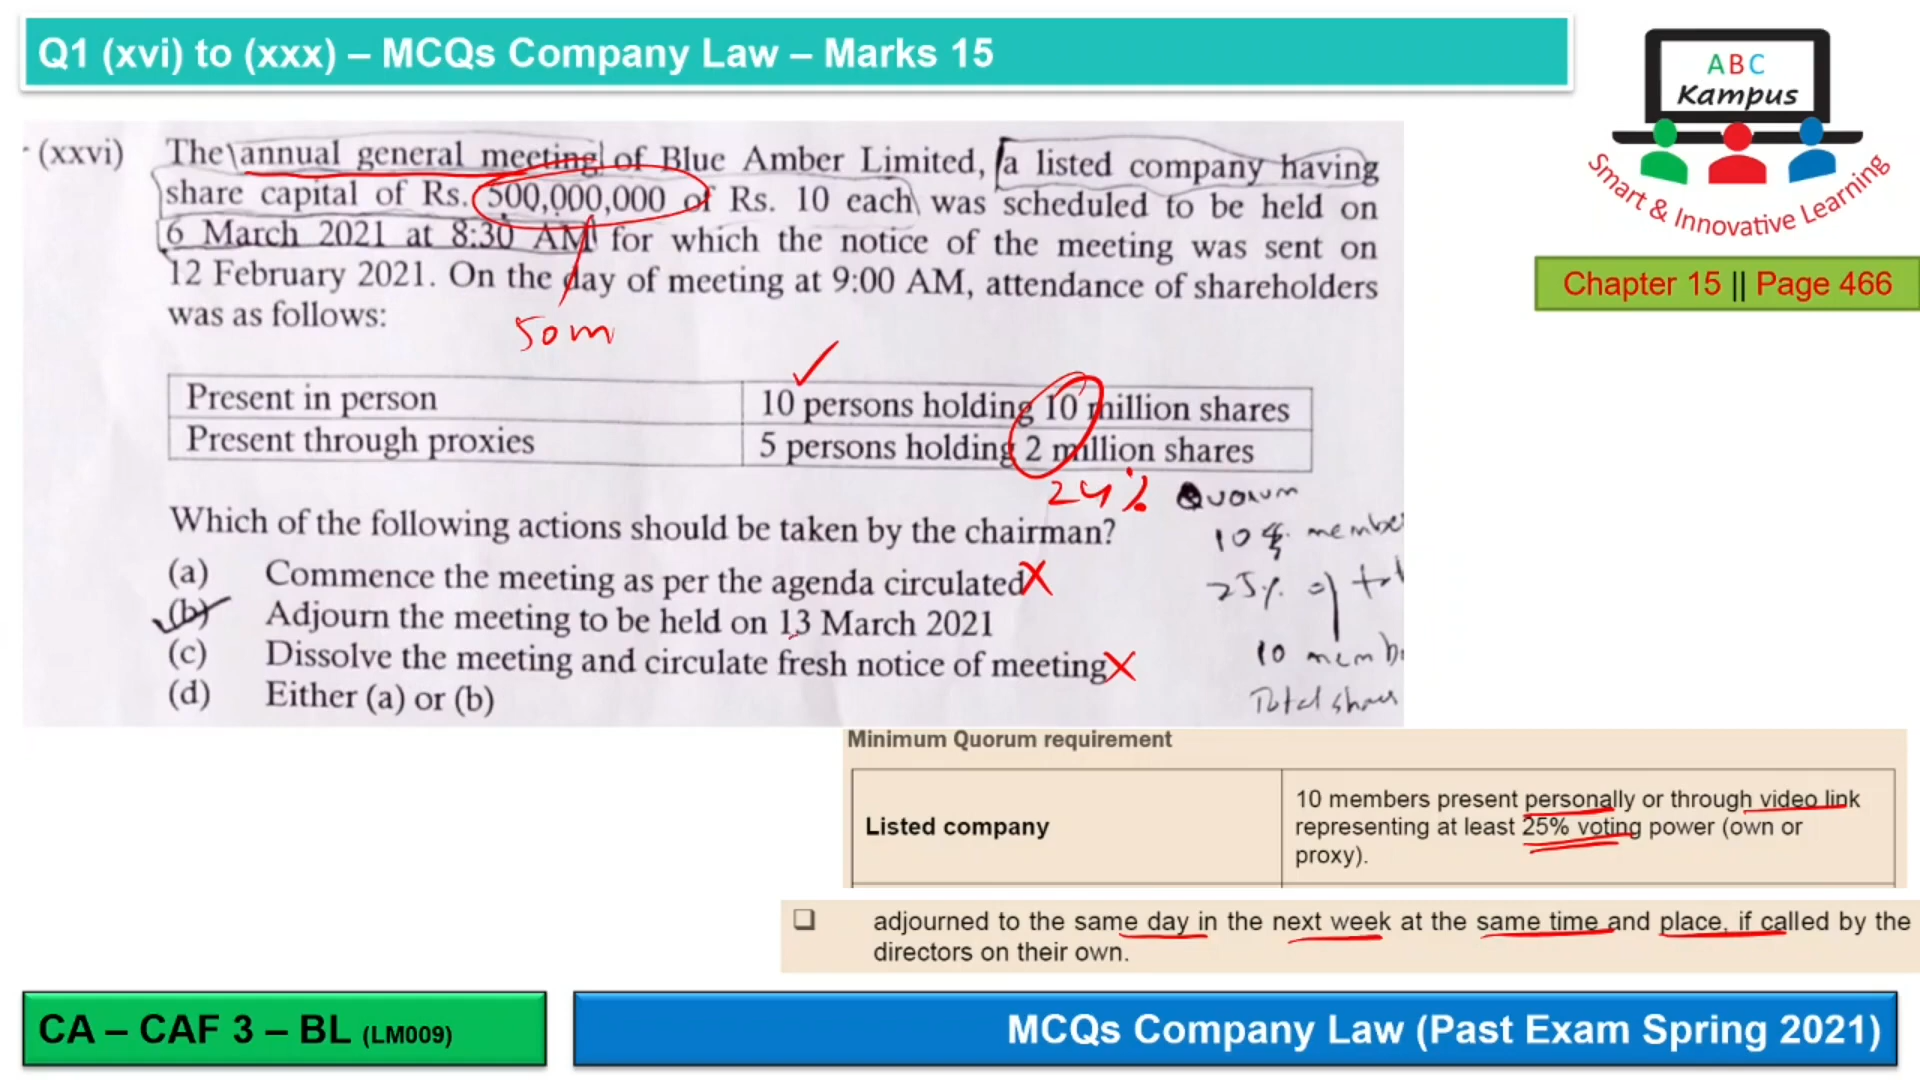 Q1 (xvi) to (xxx) – MCQs Company Law – Marks 15
ABC
Kampus
Smart & Innovative Learning
Chapter 15 || Page 466
(xxvi) The annual general meeting of Blue Amber Limited, a listed company having
share capital of Rs. 500,000,000 of Rs. 10 each was scheduled to be held on
6 March 2021 at 8:30 AM for which the notice of the meeting was sent on
12 February 2021. On the day of meeting at 9:00 AM, attendance of shareholders
was as follows:
50m
Present in person 10 persons holding 10 million shares
Present through proxies 5 persons holding 2 million shares
24% Quorum
Which of the following actions should be taken by the chairman?
10 membe
(a) Commence the meeting as per the agenda circulated
25% of tot
(b) Adjourn the meeting to be held on 13 March 2021
(c) Dissolve the meeting and circulate fresh notice of meeting
10 memb
(d) Either (a) or (b)
Total shares
Minimum Quorum requirement
Listed company
10 members present personally or through video link
representing at least 25% voting power (own or
proxy).
adjourned to the same day in the next week at the same time and place, if called by the
directors on their own.
CA – CAF 3 – BL (LM009)
MCQs Company Law (Past Exam Spring 2021)